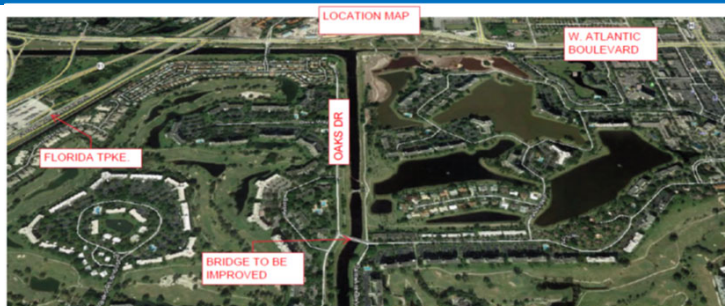 LOCATION MAP
W. ATLANTIC
BOULEVARD
OAKS DR
FLORIDA TPKE.
BRIDGE TO BE
IMPROVED